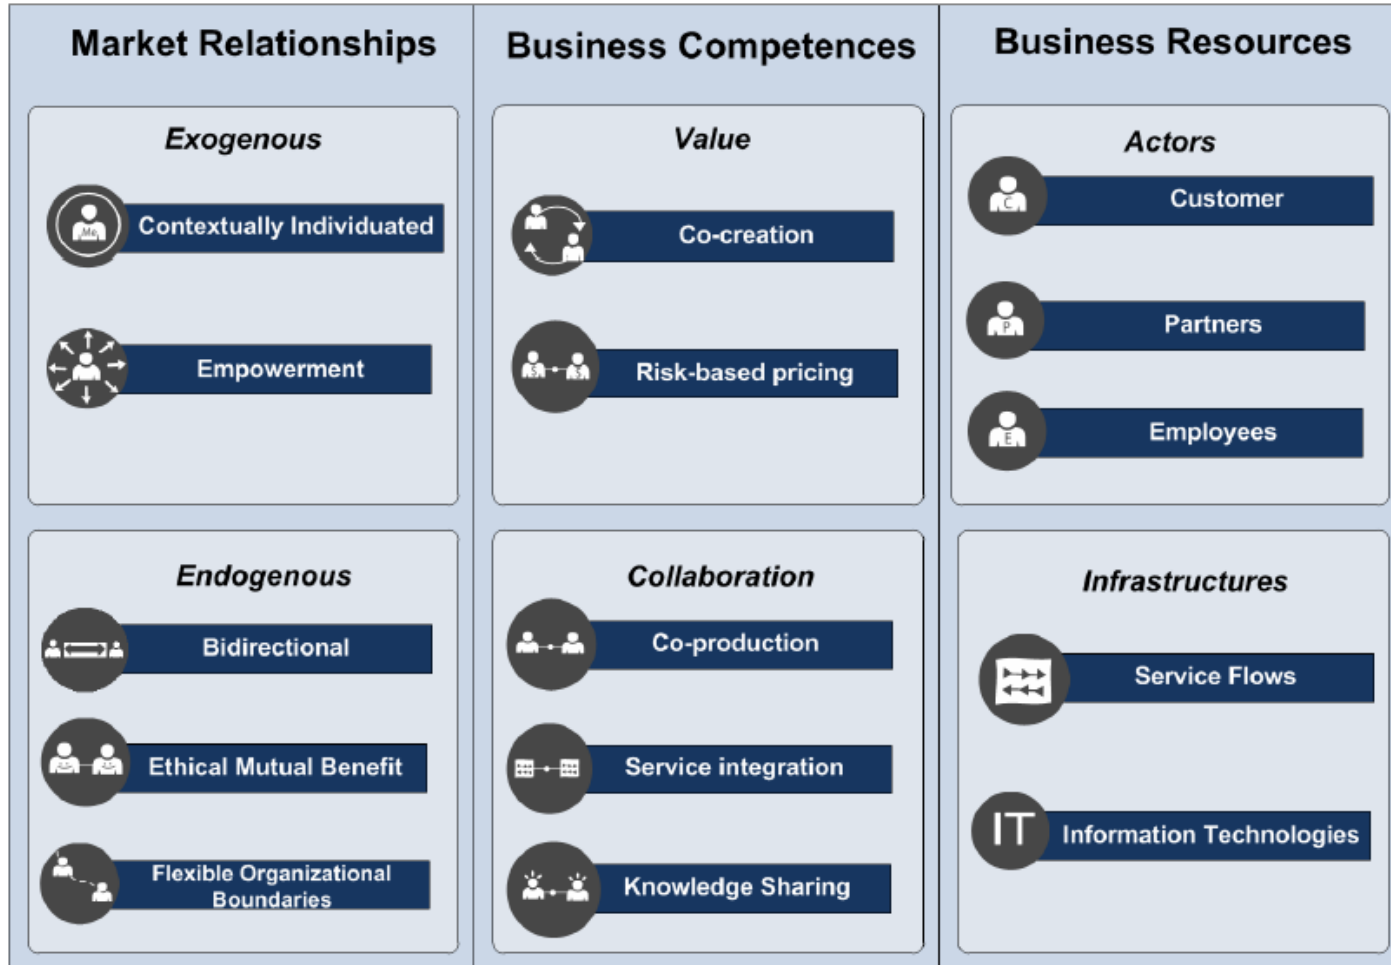 Market Relationships
Exogenous
Me
Contextually Individuated
Empowerment
Endogenous
Bidirectional
Ethical Mutual Benefit
Flexible Organizational
Boundaries
Business Competences
Value
Co-creation
$ $
Risk-based pricing
Collaboration
Co-production
Service integration
Knowledge Sharing
Business Resources
Actors
C
Customer
P
Partners
E
Employees
Infrastructures
Service Flows
IT
Information Technologies